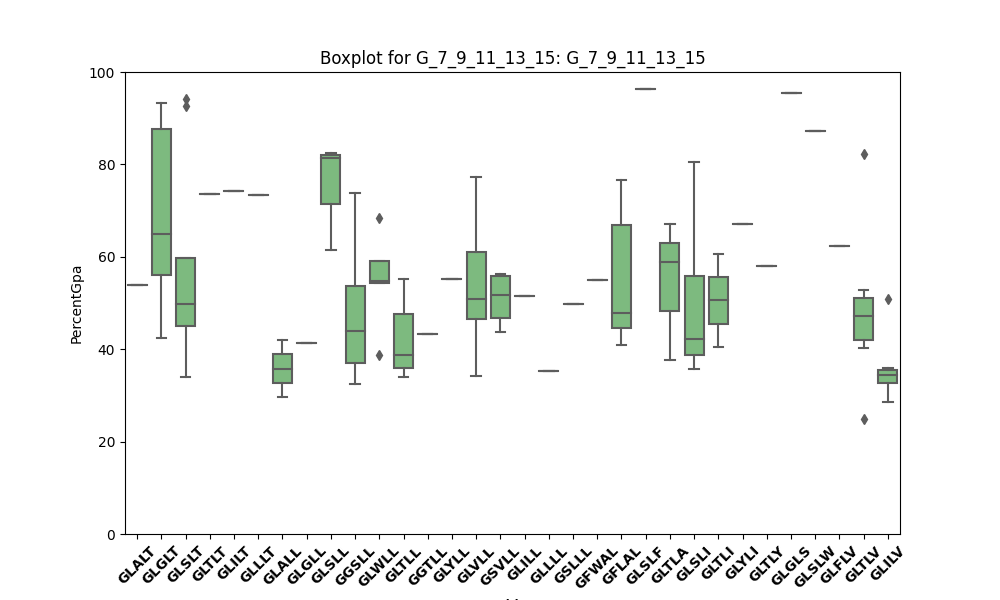 Boxplot for G_7_9_11_13_15: G_7_9_11_13_15
PercentGpa
100
80
60
40
20
0
GLALT
GLGLT
GLSLT
GLTLT
GLILT
GLLLT
GLALL
GLGLL
GLSLL
GGSLL
GLWLL
GLTLL
GGTLL
GLYLL
GLVLL
GSVLL
GLILL
GLLLL
GSLLL
GFWAL
GFLAL
GLSLF
GLTLA
GLSLI
GLTLI
GLYLI
GLTLY
GLGLS
GLSLW
GLFLV
GLTLV
GLILV